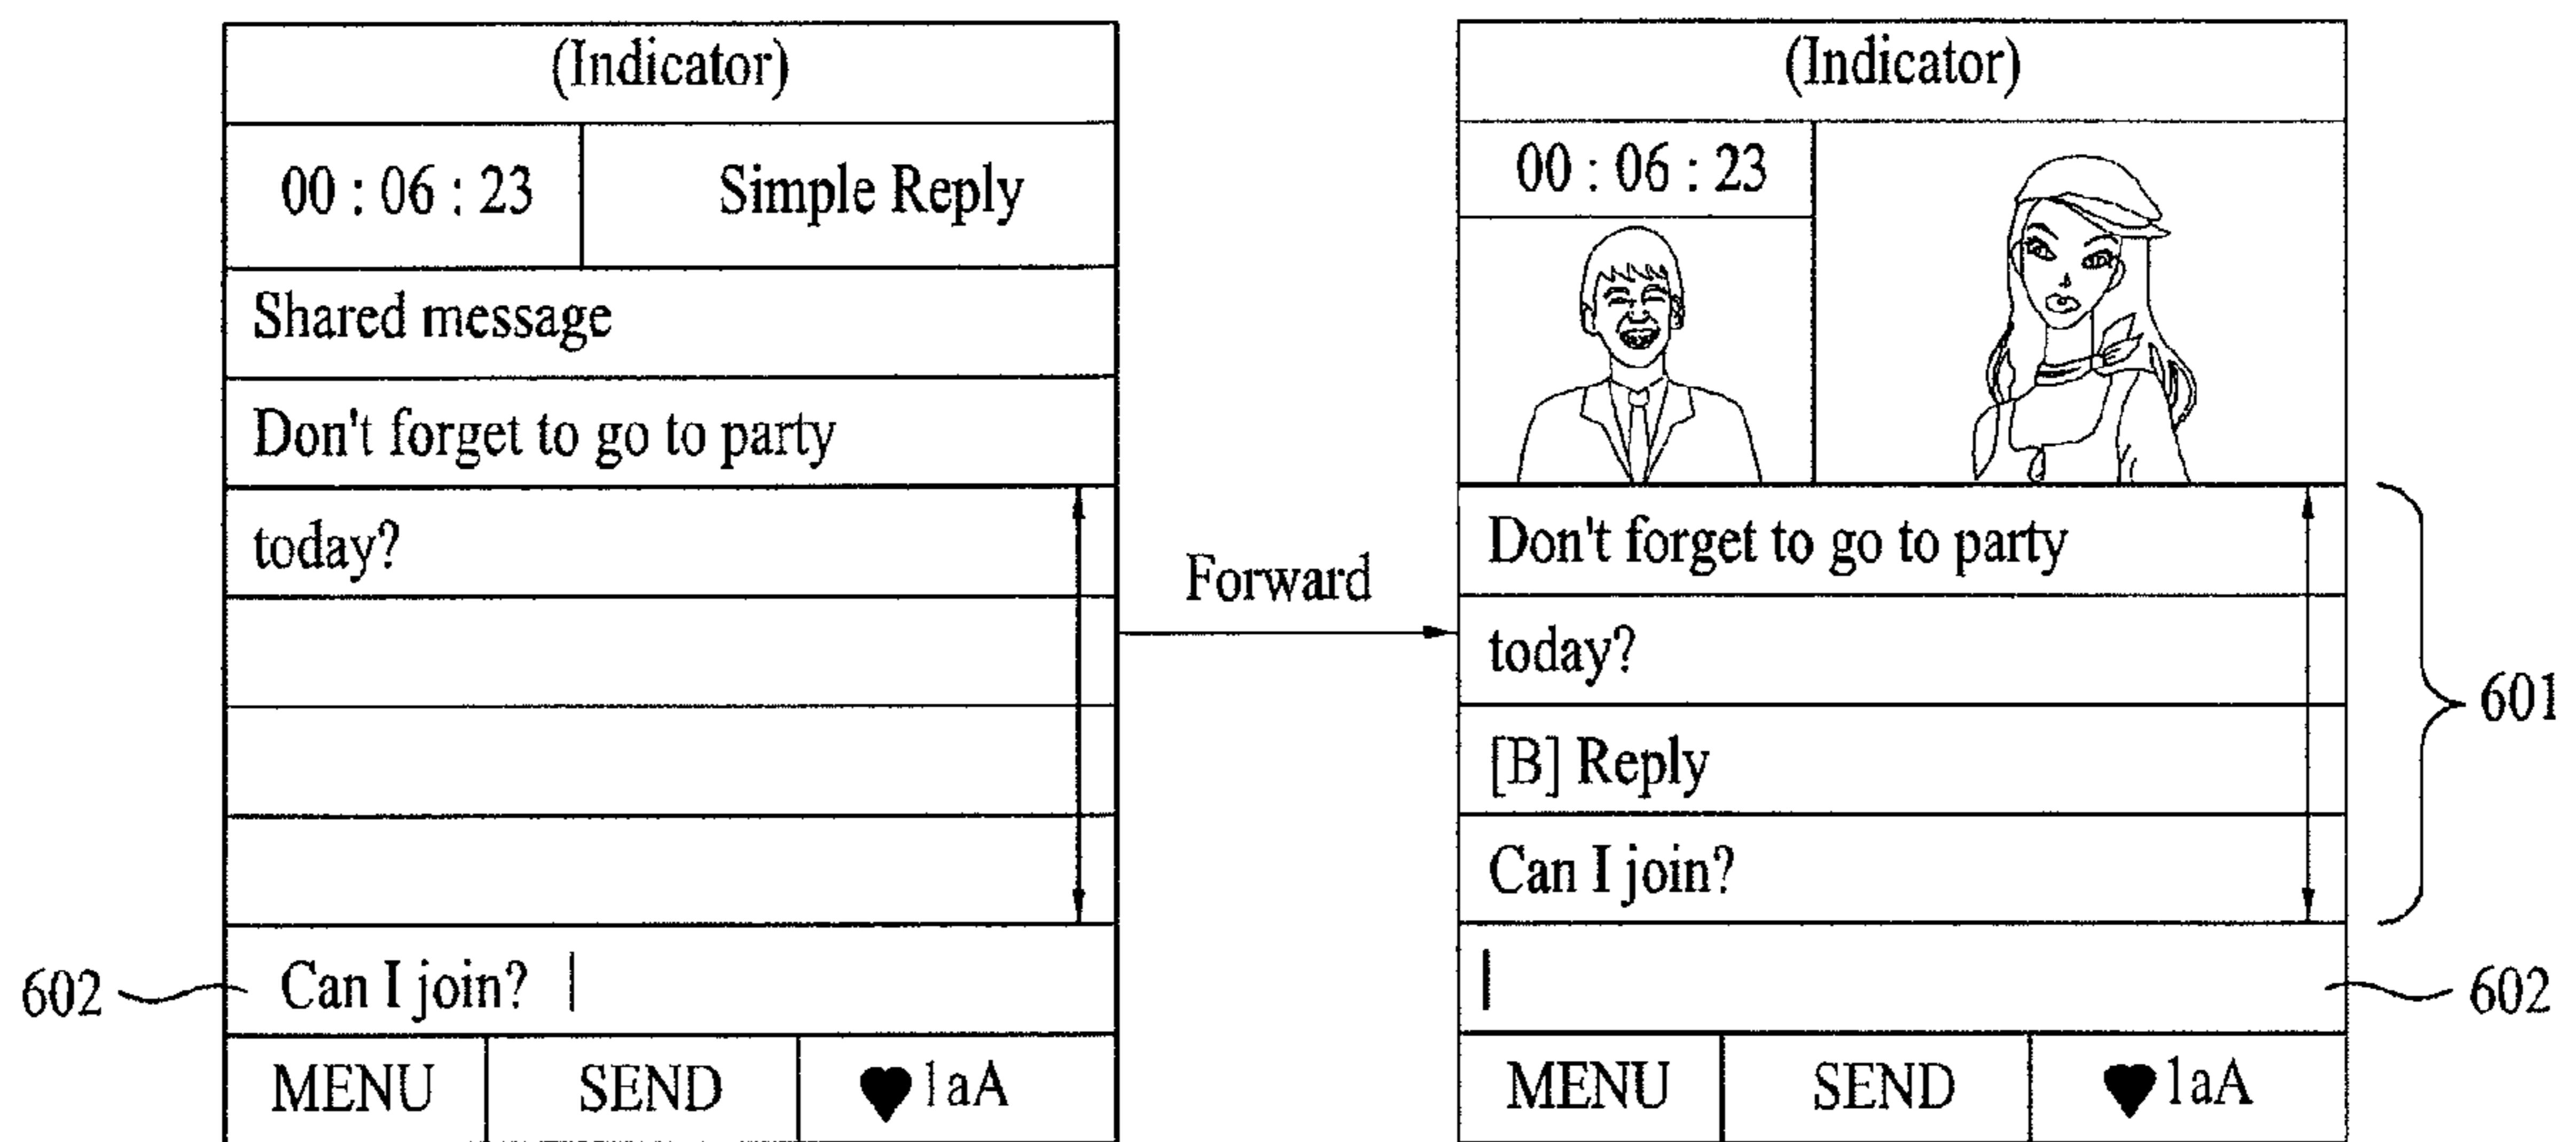 (Indicator)
00 : 06 : 23
Simple Reply
Shared message
Don't forget to go to party
today?
602
Can I join?
MENU
SEND
♥1aA
Forward
(Indicator)
00 : 06 : 23
Don't forget to go to party
today?
[B] Reply
Can I join?
601
602
MENU
SEND
♥1aA